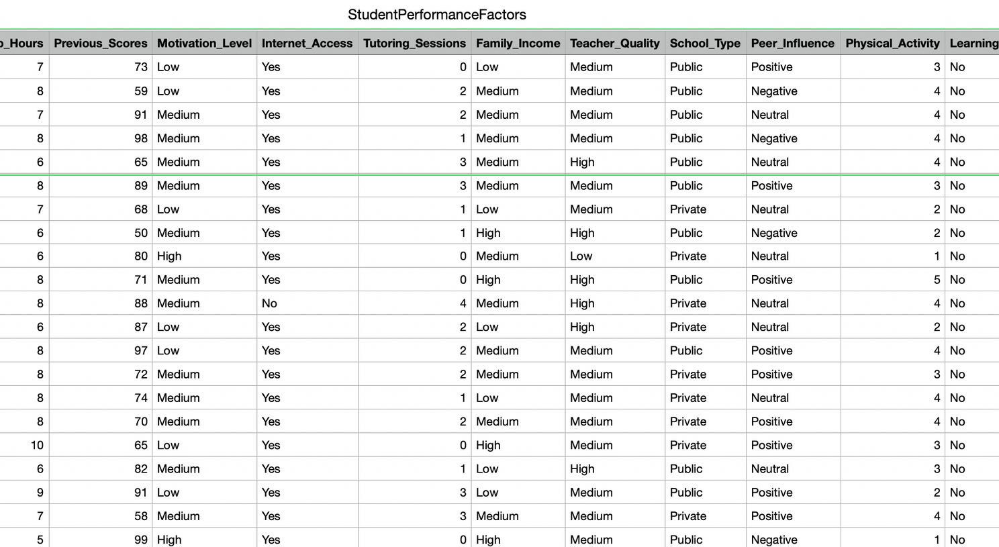 StudentPerformanceFactors
p_Hours Previous_Scores Motivation_Level Internet_Access Tutoring_Sessions Family_Income Teacher_Quality School_Type Peer_Influence Physical_Activity Learning
7 73 Low Yes 0 Low Medium Public Positive 3 No
8 59 Low Yes 2 Medium Medium Public Negative 4 No
7 91 Medium Yes 2 Medium Medium Public Neutral 4 No
8 98 Medium Yes 1 Medium Medium Public Negative 4 No
6 65 Medium Yes 3 Medium High Public Neutral 4 No
8 89 Medium Yes 3 Medium Medium Public Positive 3 No
7 68 Low Yes 1 Low Medium Private Neutral 2 No
6 50 Medium Yes 1 High High Public Negative 2 No
6 80 High Yes 0 Medium Low Private Neutral 1 No
8 71 Medium Yes 0 High High Public Positive 5 No
8 88 Medium No 4 Medium High Private Neutral 4 No
6 87 Low Yes 2 Low High Private Neutral 2 No
8 97 Low Yes 2 Medium Medium Public Positive 4 No
8 72 Medium Yes 2 Medium Medium Private Positive 3 No
8 74 Medium Yes 1 Low Medium Private Neutral 4 No
8 70 Medium Yes 2 Medium Medium Private Positive 4 No
10 65 Low Yes 0 High Medium Private Positive 3 No
6 82 Medium Yes 1 Low High Public Neutral 3 No
9 91 Low Yes 3 Low Medium Public Positive 2 No
7 58 Medium Yes 3 Medium Medium Private Positive 4 No
5 99 High Yes 0 High Medium Public Negative 1 No